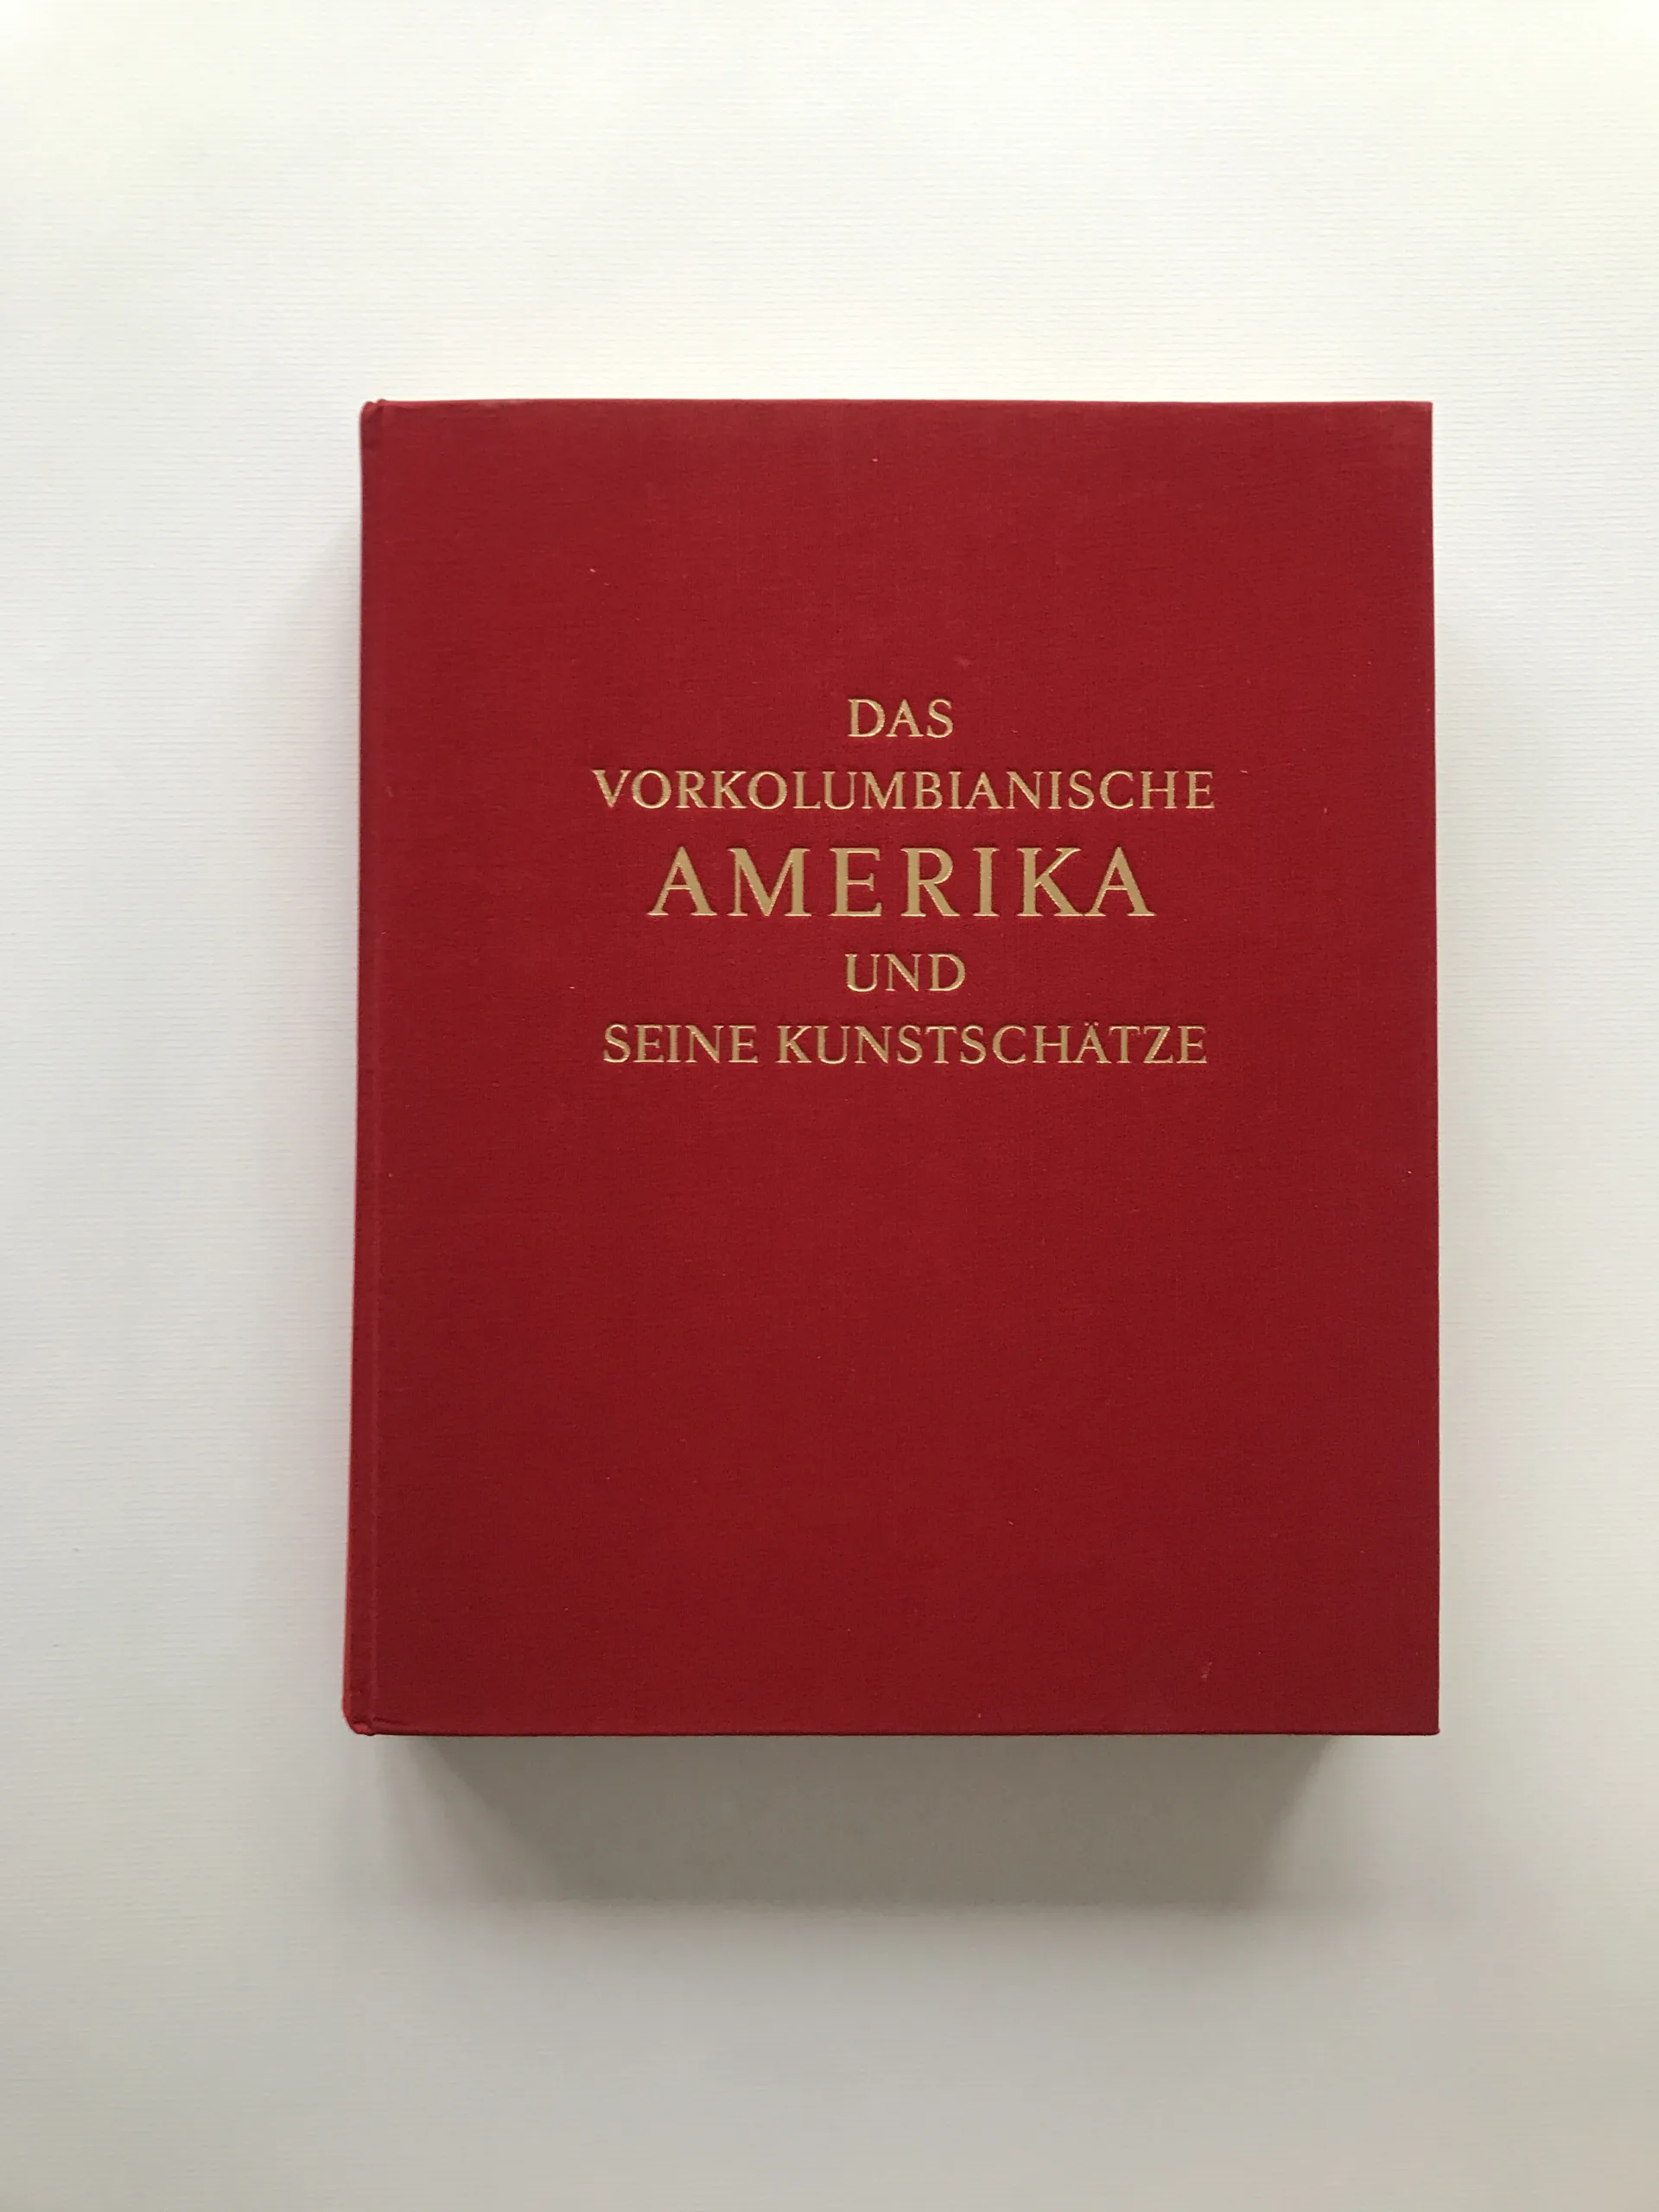 DAS
VORKOLUMBIANISCHE
AMERIKA
UND
SEINE KUNSTSCHÄTZE